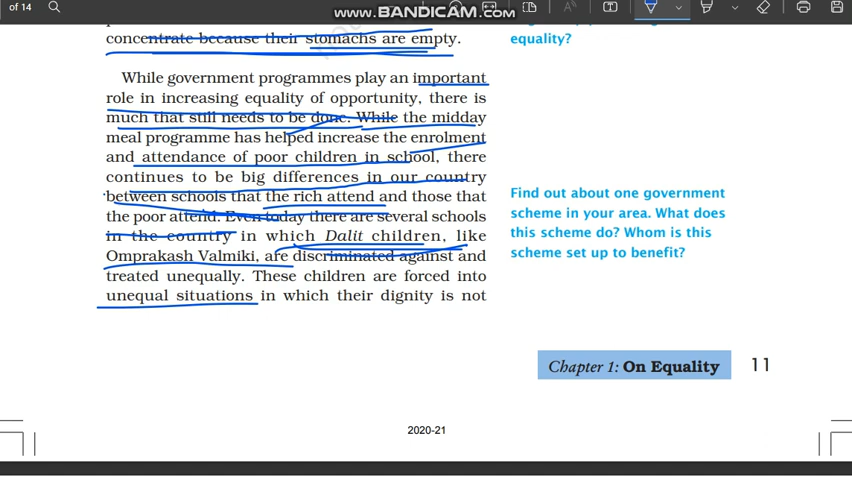 of 14
www.BANDICAM.com
concentrate because their stomachs are empty.
equality?
While government programmes play an important
role in increasing equality of opportunity, there is
much that still needs to be done. While the midday
meal programme has helped increase the enrolment
and attendance of poor children in school, there
continues to be big differences in our country
between schools that the rich attend and those that
the poor attend. Even today there are several schools
in the country in which Dalit children, like
Omprakash Valmiki, are discriminated against and
treated unequally. These children are forced into
unequal situations in which their dignity is not
Find out about one government
scheme in your area. What does
this scheme do? Whom is this
scheme set up to benefit?
Chapter 1: On Equality 11
2020-21